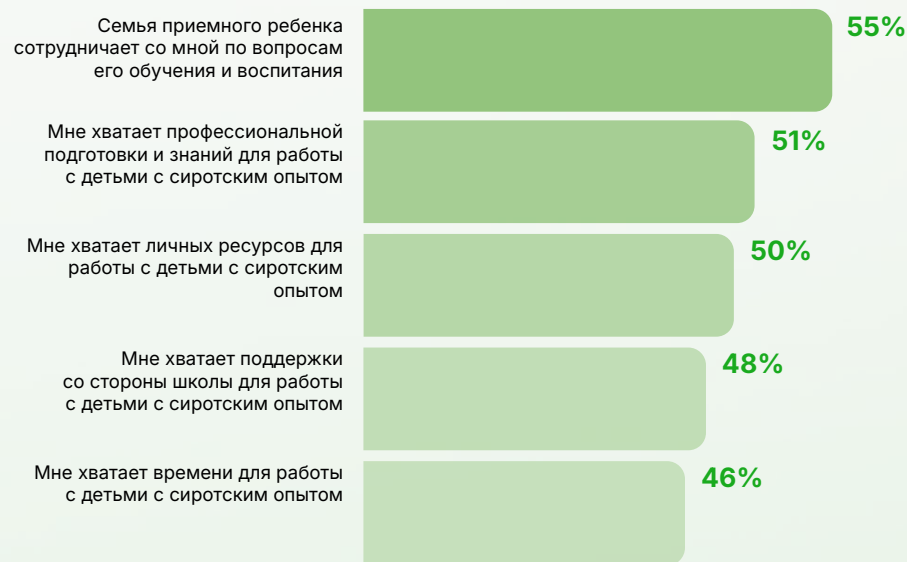 Семья приемного ребенка
сотрудничает со мной по вопросам
его обучения и воспитания
55%
Мне хватает профессиональной
подготовки и знаний для работы
с детьми с сиротским опытом
51%
Мне хватает личных ресурсов для
работы с детьми с сиротским
опытом
50%
Мне хватает поддержки
со стороны школы для работы
с детьми с сиротским опытом
48%
Мне хватает времени для работы
с детьми с сиротским опытом
46%